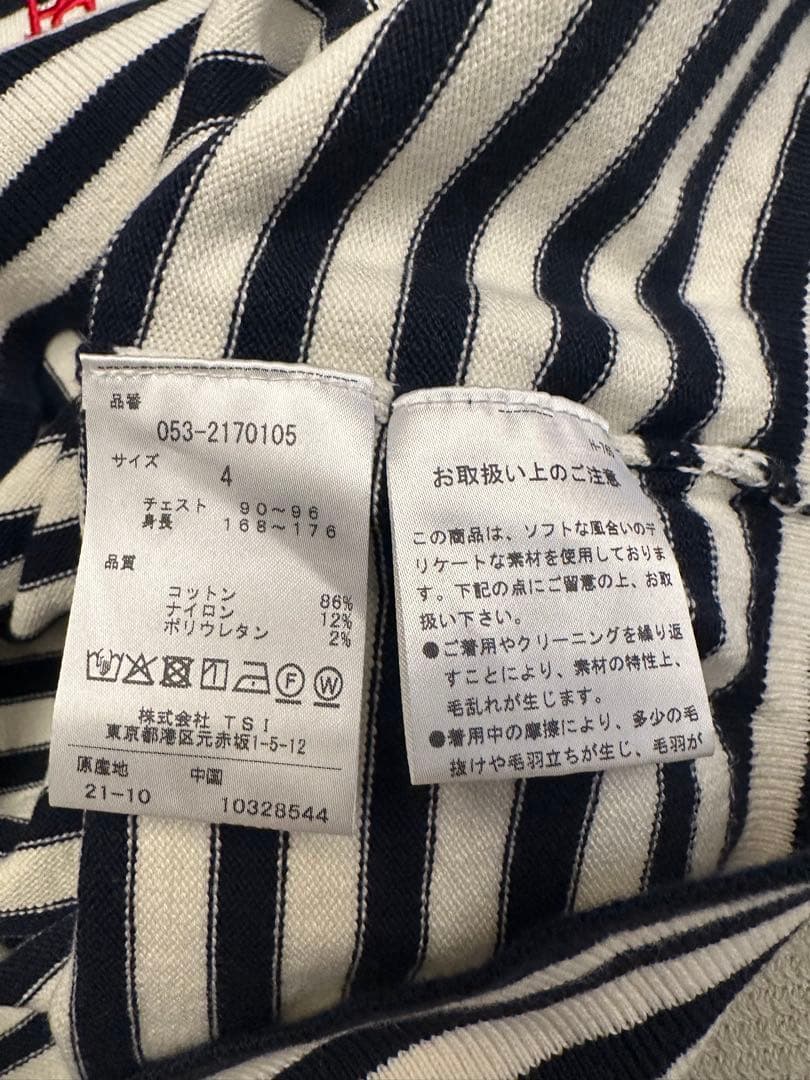 品番
053-2170105
サイズ
4
チェスト 90～96
身長 168～176
品質
コットン 86%
ナイロン 12%
ポリウレタン 2%
F W
株式会社 TSI
東京都港区元赤坂1-5-12
原産地 中国
21-10 10328544
お取扱い上のご注意
この商品は、ソフトな風合いのデ
リケートな素材を使用しておりま
す。下記の点にご留意の上、お取
扱い下さい。
●ご着用やクリーニングを繰り返
すことにより、素材の特性上、
毛乱れが生じます。
●着用中の摩擦により、多少の毛
抜けや毛羽立ちが生じ、毛羽が